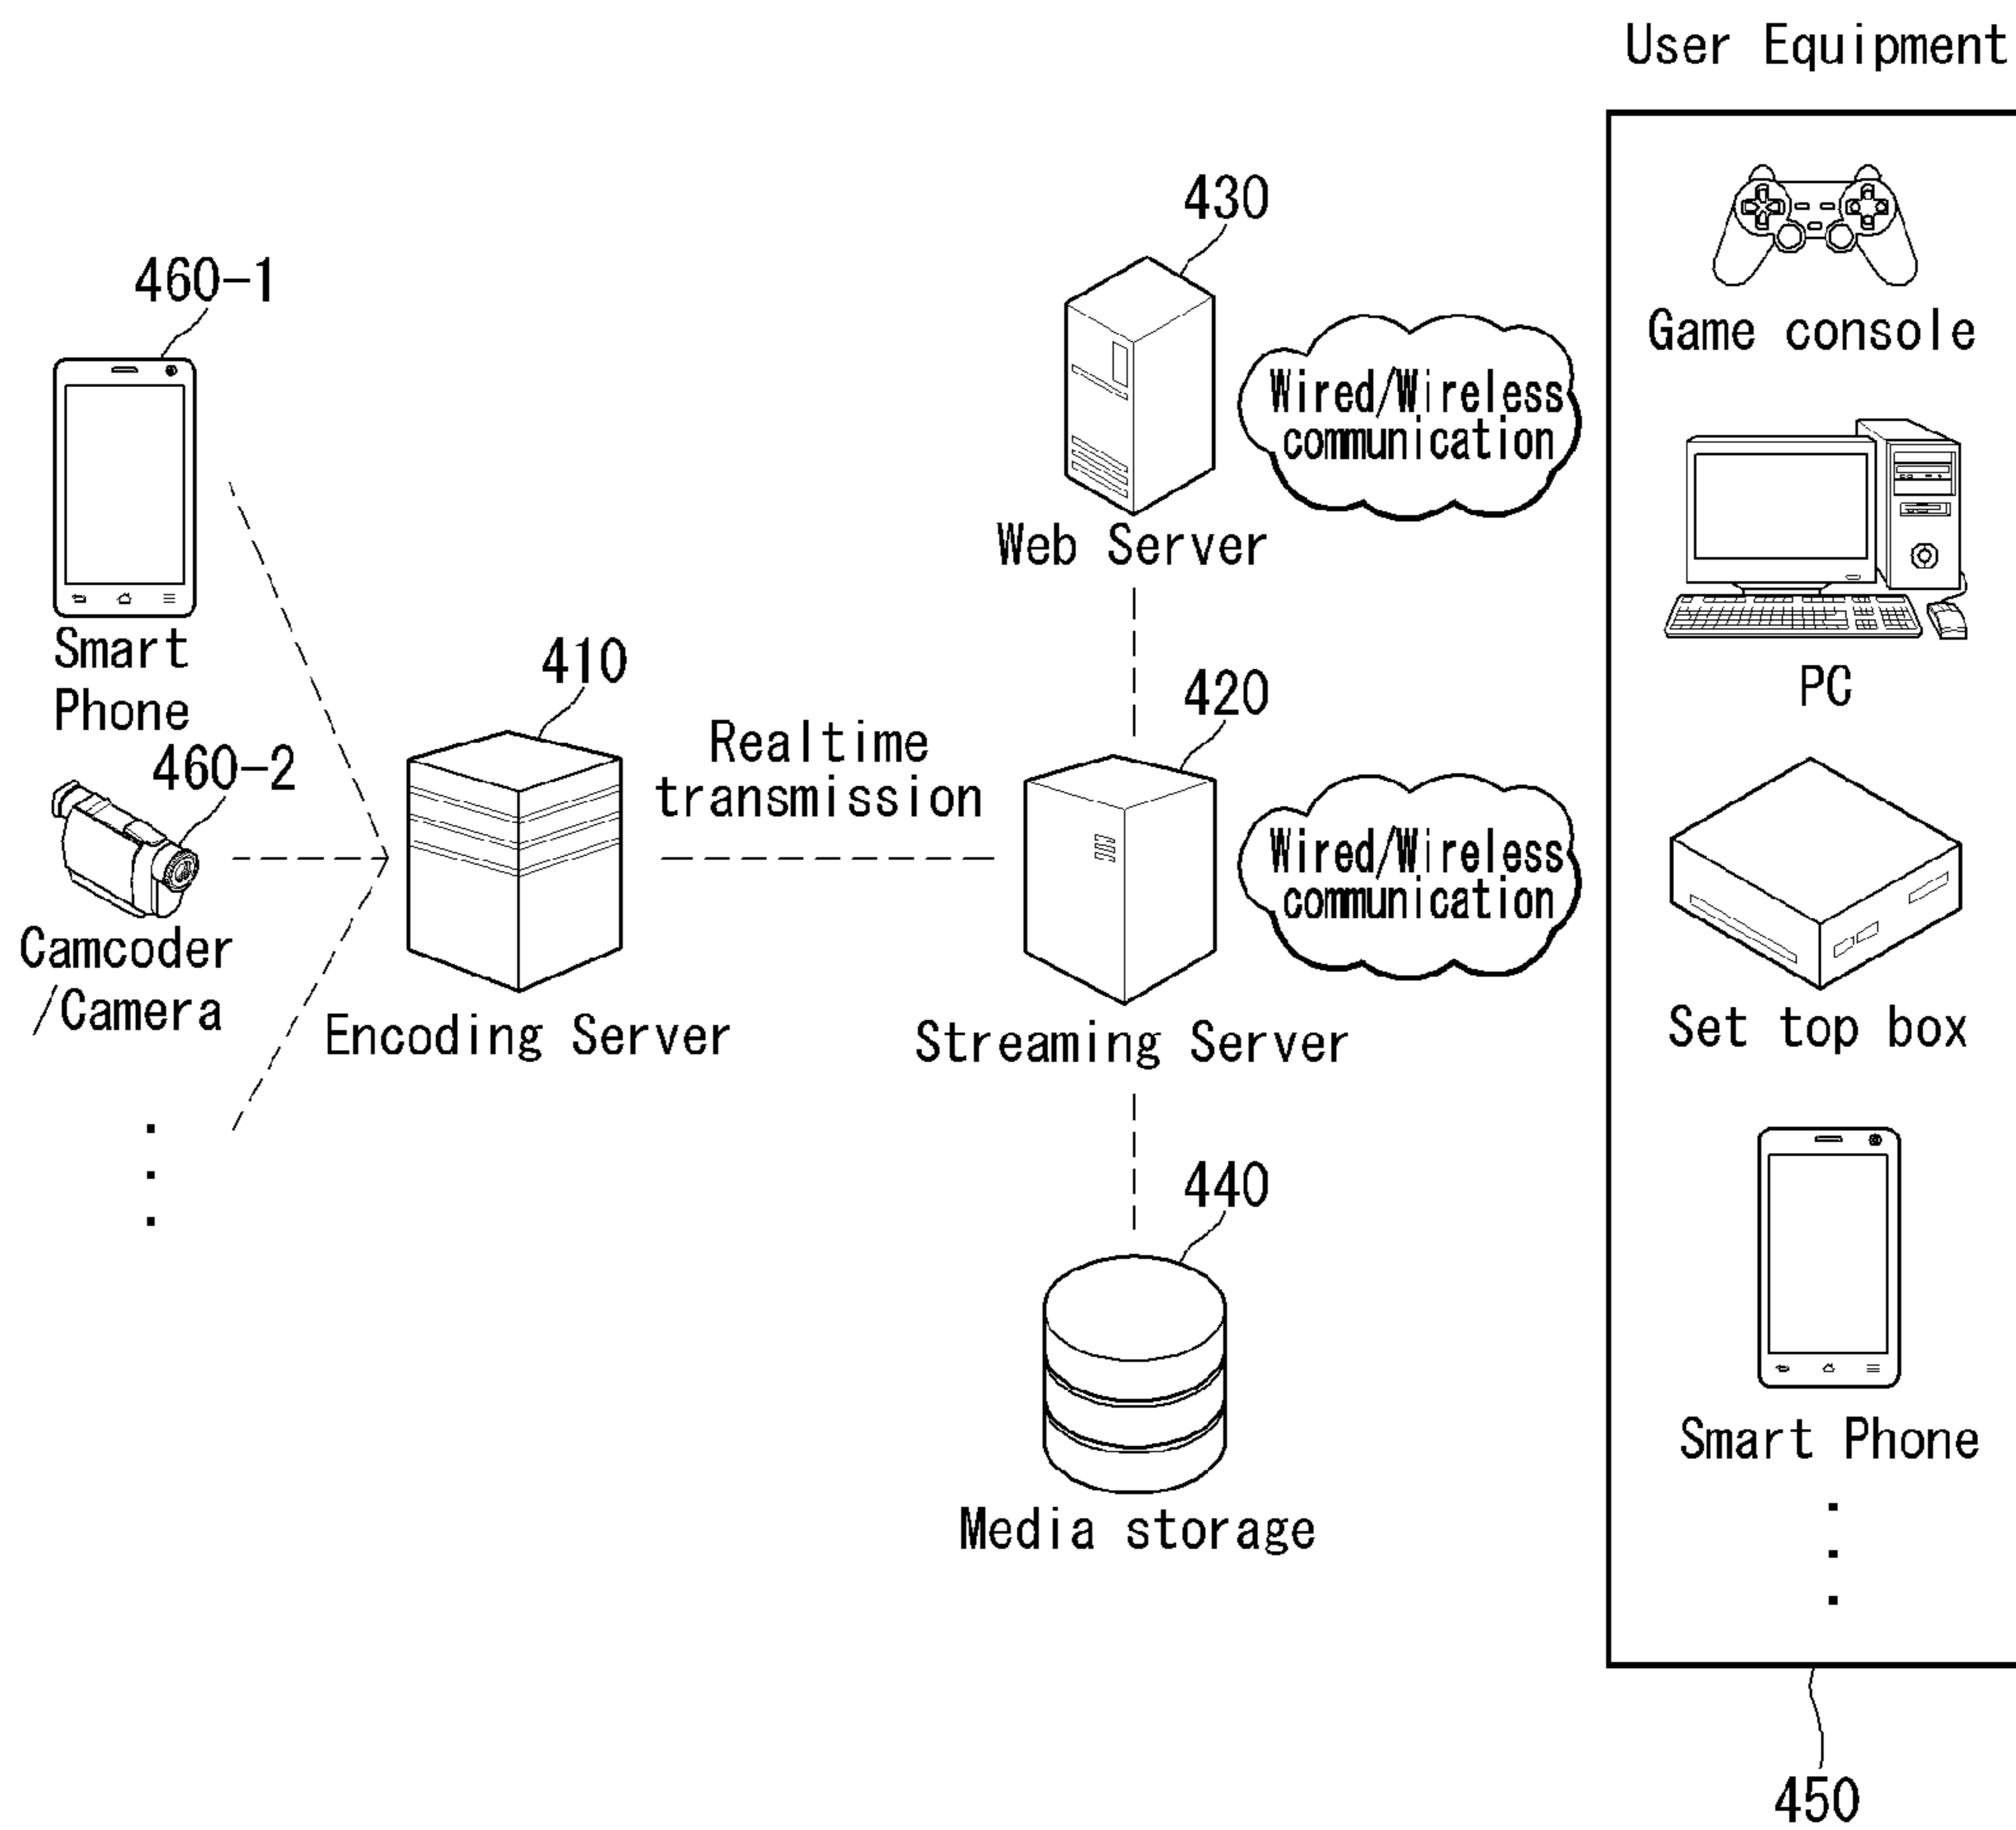 User Equipment
430
460-1
Game console
Wired/Wireless
communication
Web Server
Smart
Phone
410
420
PC
460-2
Realtime
transmission
Wired/Wireless
communication
Camcoder
/Camera
Encoding Server
Streaming Server
Set top box
440
Smart Phone
Media storage
450